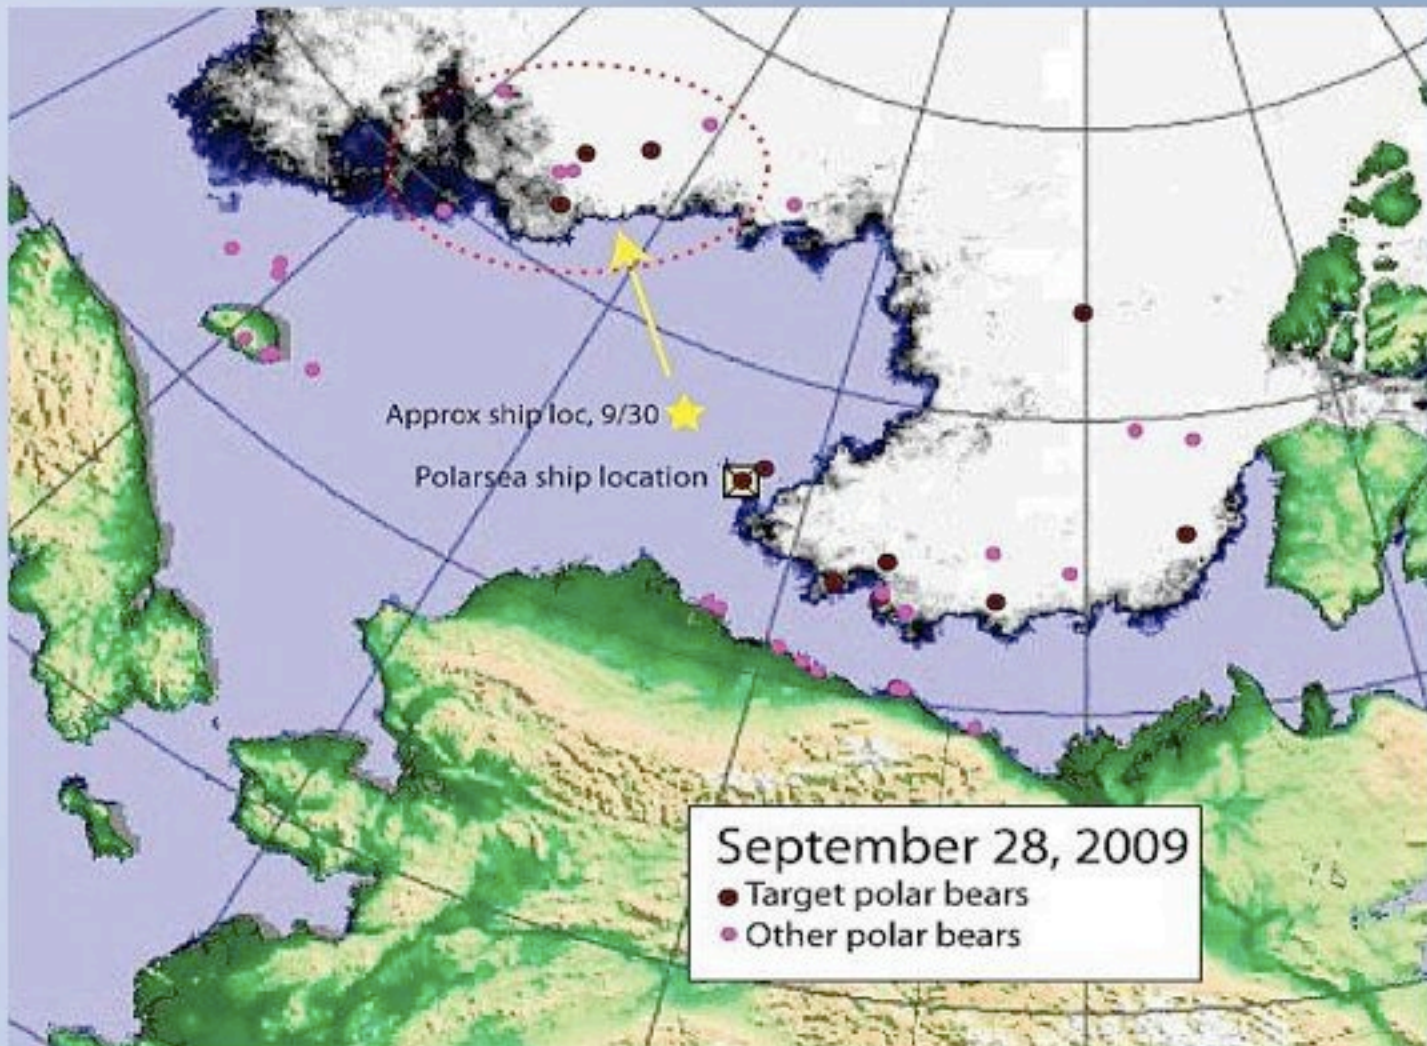 Approx ship loc, 9/30
Polarsea ship location
September 28, 2009
Target polar bears
Other polar bears